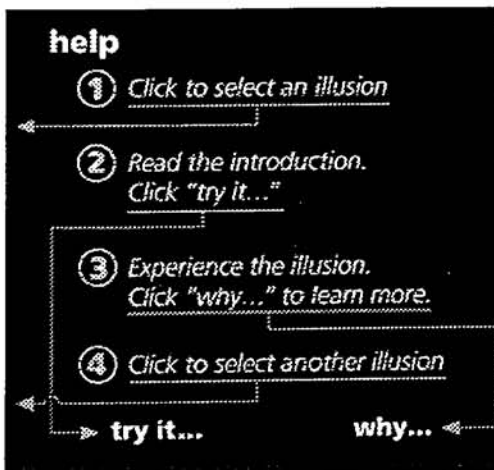 help
1 Click to select an illusion
2 Read the introduction.
Click "try it..."
3 Experience the illusion.
Click "why..." to learn more.
4 Click to select another illusion
try it... why...